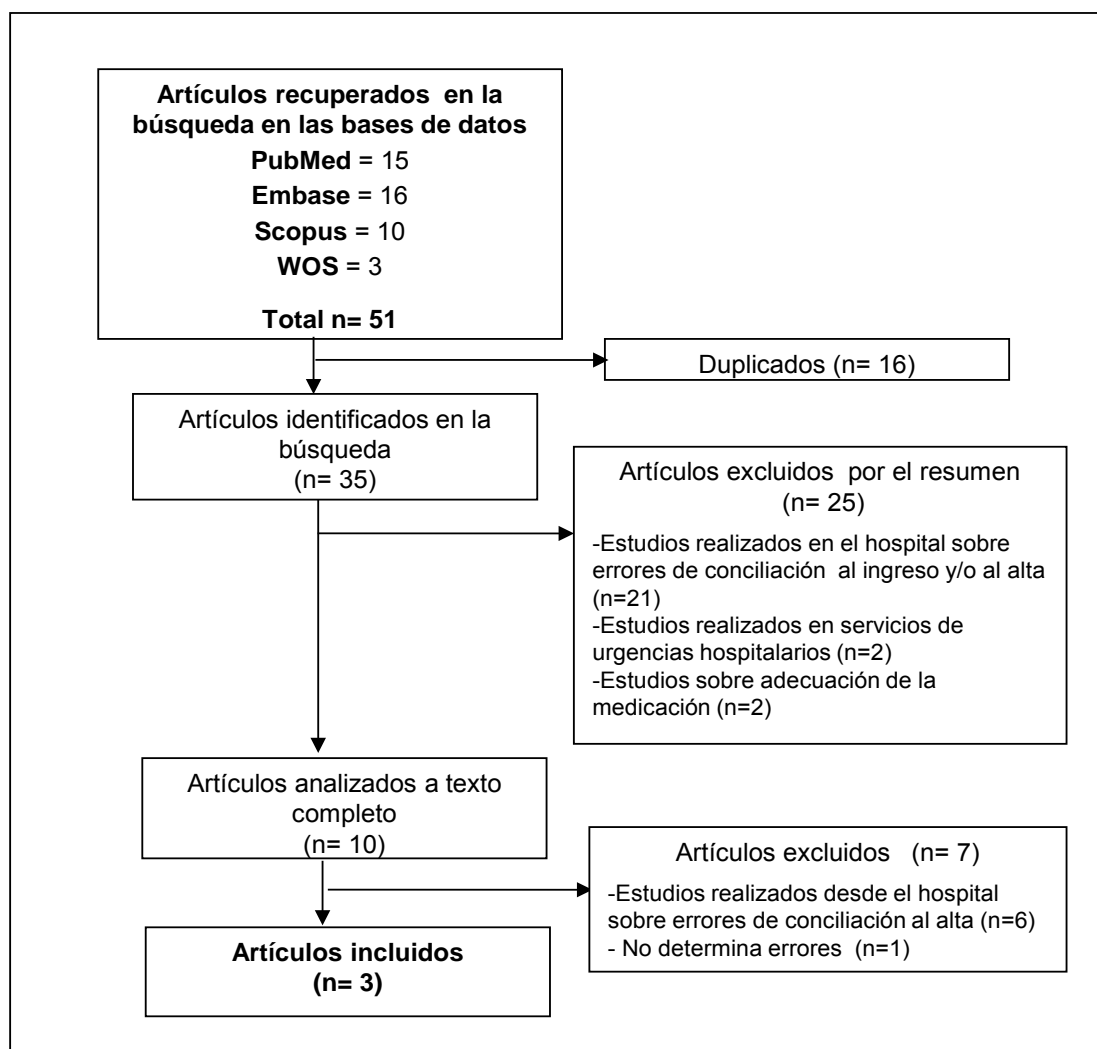 Artículos recuperados en la
búsqueda en las bases de datos
PubMed = 15
Embase = 16
Scopus = 10
WOS = 3
Total n= 51
Duplicados (n= 16)
Artículos identificados en la
búsqueda
(n= 35)
Artículos excluidos por el resumen
(n= 25)
-Estudios realizados en el hospital sobre
errores de conciliación al ingreso y/o al alta
(n=21)
-Estudios realizados en servicios de
urgencias hospitalarios (n=2)
-Estudios sobre adecuación de la
medicación (n=2)
Artículos analizados a texto
completo
(n= 10)
Artículos excluidos (n= 7)
-Estudios realizados desde el hospital
sobre errores de conciliación al alta (n=6)
- No determina errores (n=1)
Artículos incluidos
(n= 3)